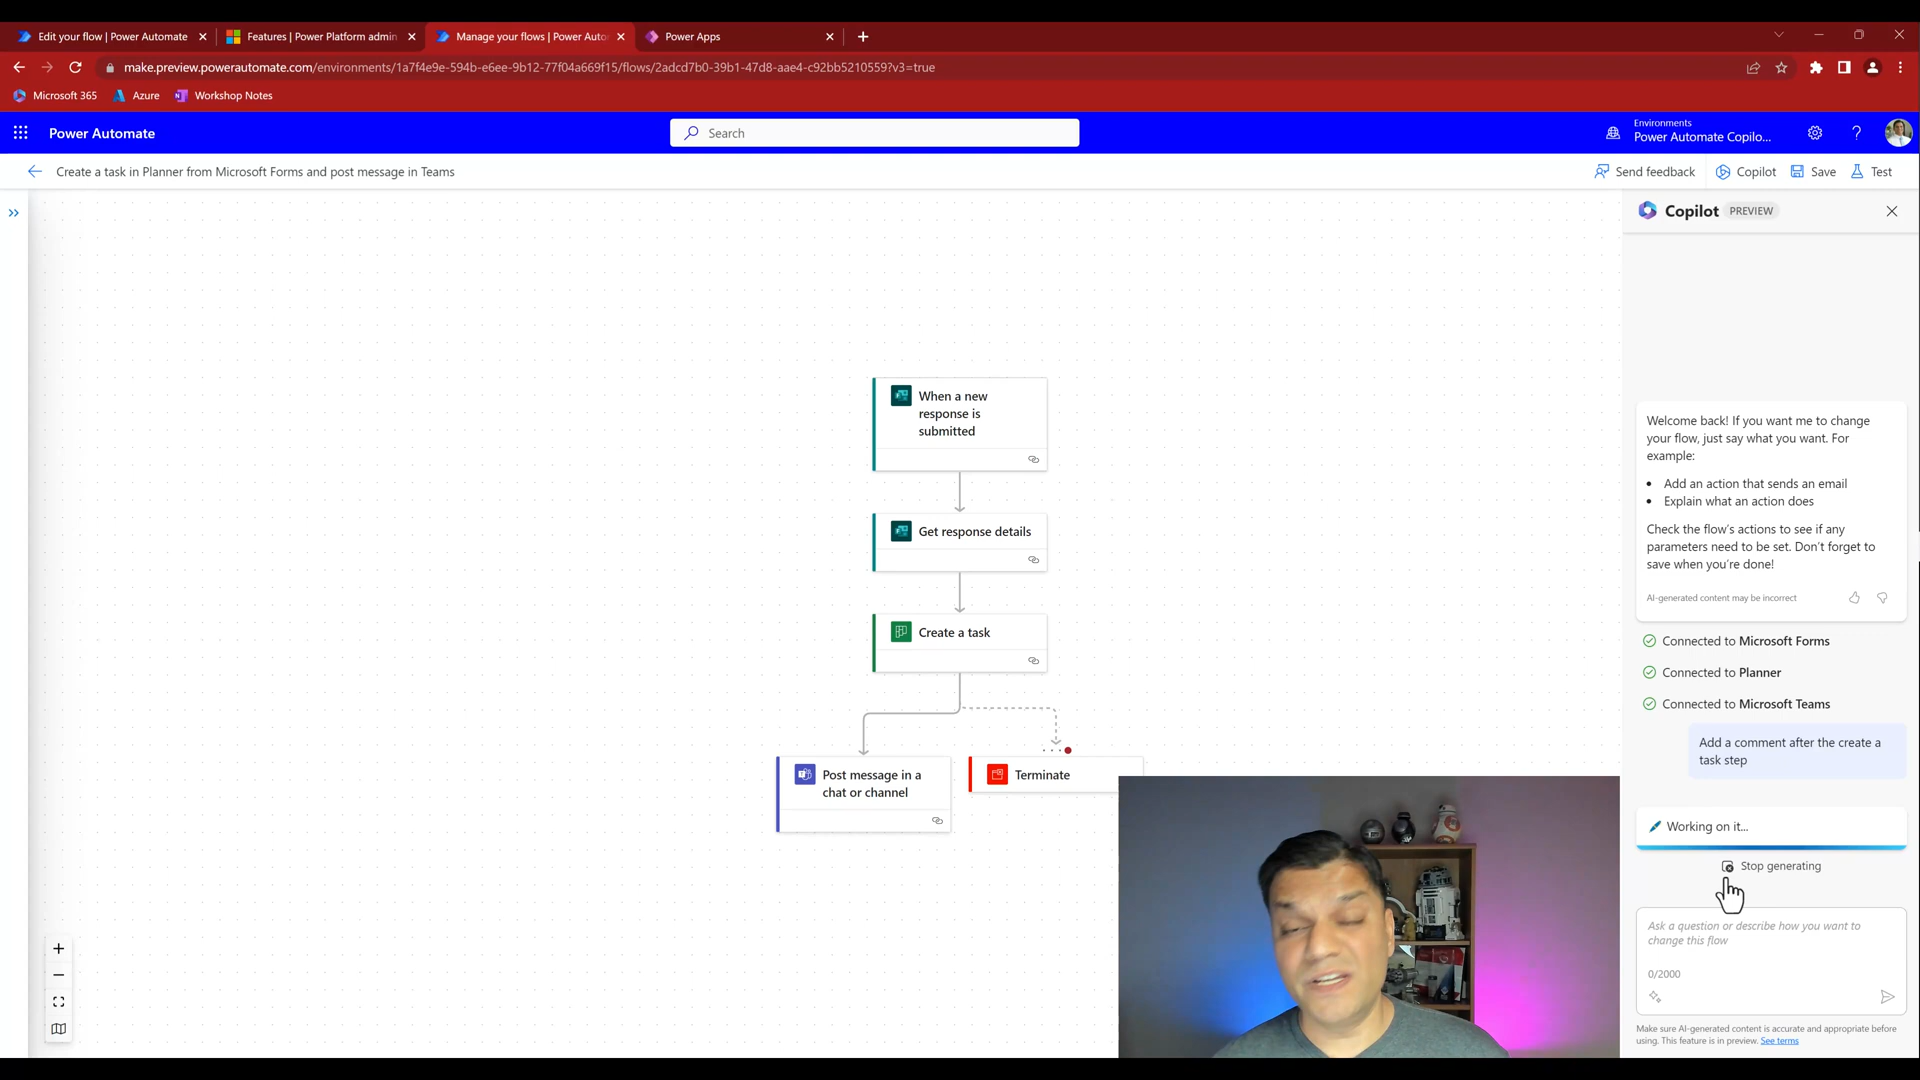 Edit your flow | Power Automate
Features | Power Platform admin
Manage your flows | Power Auto
Power Apps
make.preview.powerautomate.com/environments/1a7f4e9e-594b-e6ee-9b12-77f04a669f15/flows/2adcd7b0-39b1-47d8-aae4-c92bb5210559?v3=true
Microsoft 365
Azure
Workshop Notes
Power Automate
Search
Environments
Power Automate Copilo...
Create a task in Planner from Microsoft Forms and post message in Teams
Send feedback
Copilot
Save
Test
Copilot
PREVIEW
When a new
response is
submitted
Get response details
Create a task
Post message in a
chat or channel
Terminate
Welcome back! If you want me to change
your flow, just say what you want. For
example:
• Add an action that sends an email
• Explain what an action does
Check the flow's actions to see if any
parameters need to be set. Don't forget to
save when you're done!
AI-generated content may be incorrect
Connected to Microsoft Forms
Connected to Planner
Connected to Microsoft Teams
Add a comment after the create a
task step
Working on it...
Stop generating
Ask a question or describe how you want to
change this flow
0/2000
Make sure AI-generated content is accurate and appropriate before
using. This feature is in preview. See terms